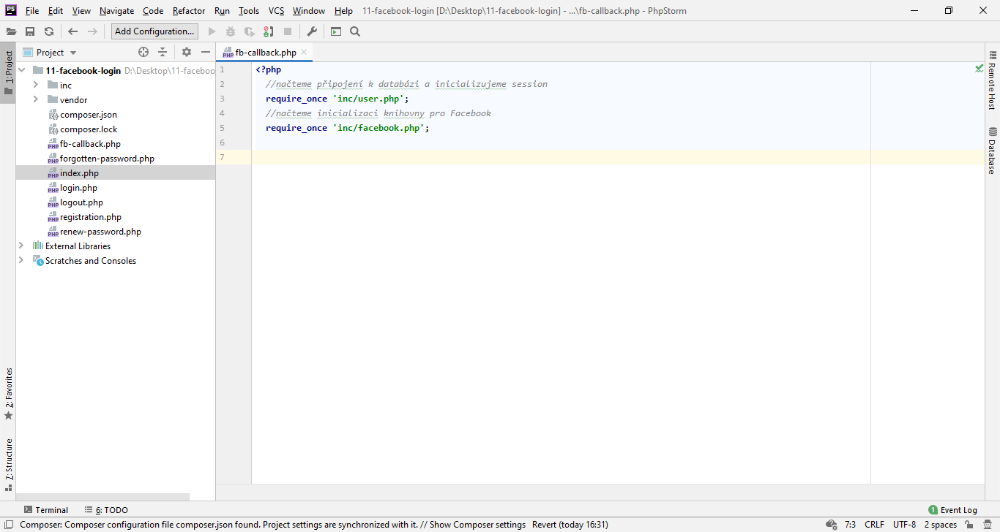 PS File Edit View Navigate Code Refactor Run Tools VCS Window Help 11-facebook-login [D:\Desktop\11-facebook-login] - ...\fb-callback.php - PhpStorm
Add Configuration...
1: Project
Project
fb-callback.php
11-facebook-login D:\Desktop\11-faceboo
inc
vendor
composer.json
composer.lock
fb-callback.php
forgotten-password.php
index.php
login.php
logout.php
registration.php
renew-password.php
External Libraries
Scratches and Consoles
1 <?php
2 //načteme připojení k databázi a inicializujeme session
3 require_once 'inc/user.php';
4 //načteme inicializaci knihovny pro Facebook
5 require_once 'inc/facebook.php';
6
7
Remote Host
Database
2: Favorites
7: Structure
Terminal 6: TODO 1 Event Log
Composer: Composer configuration file composer.json found. Project settings are synchronized with it. // Show Composer settings Revert (today 16:31) 7:3 CRLF UTF-8 2 spaces